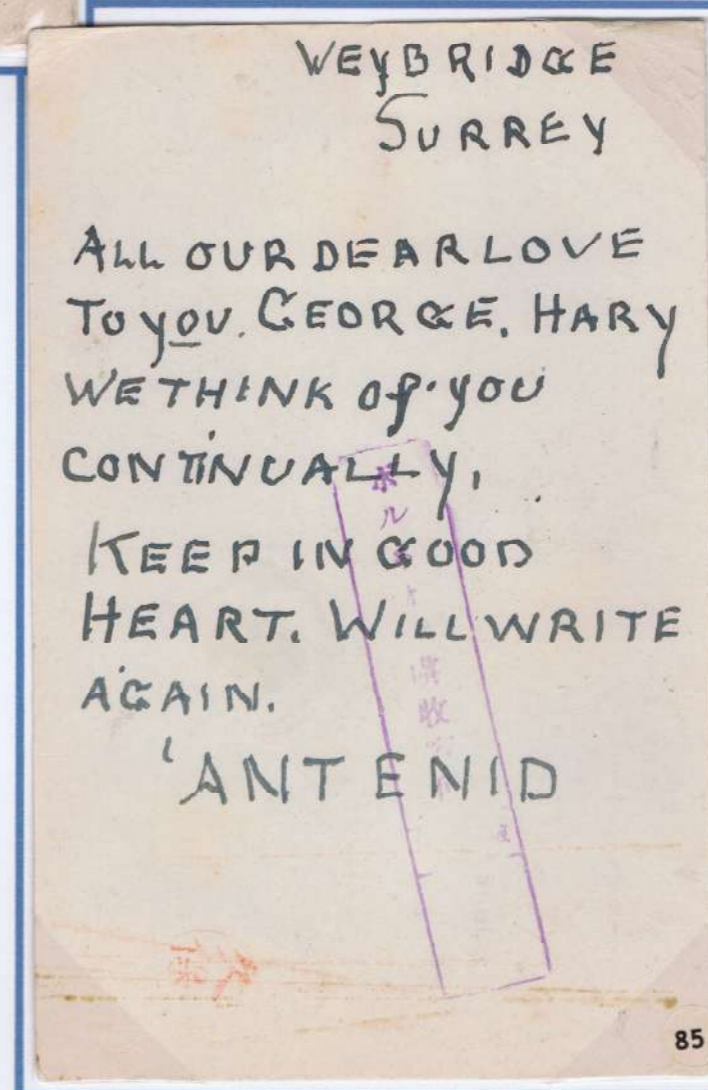 WEYBRIDGE
SURREY
ALL OUR DEAR LOVE
TO YOU. GEORGE, HARY
WE THINK OF YOU
CONTINUALLY,
KEEP IN GOOD
HEART. WILL WRITE
AGAIN.
'ANT ENID
収
85